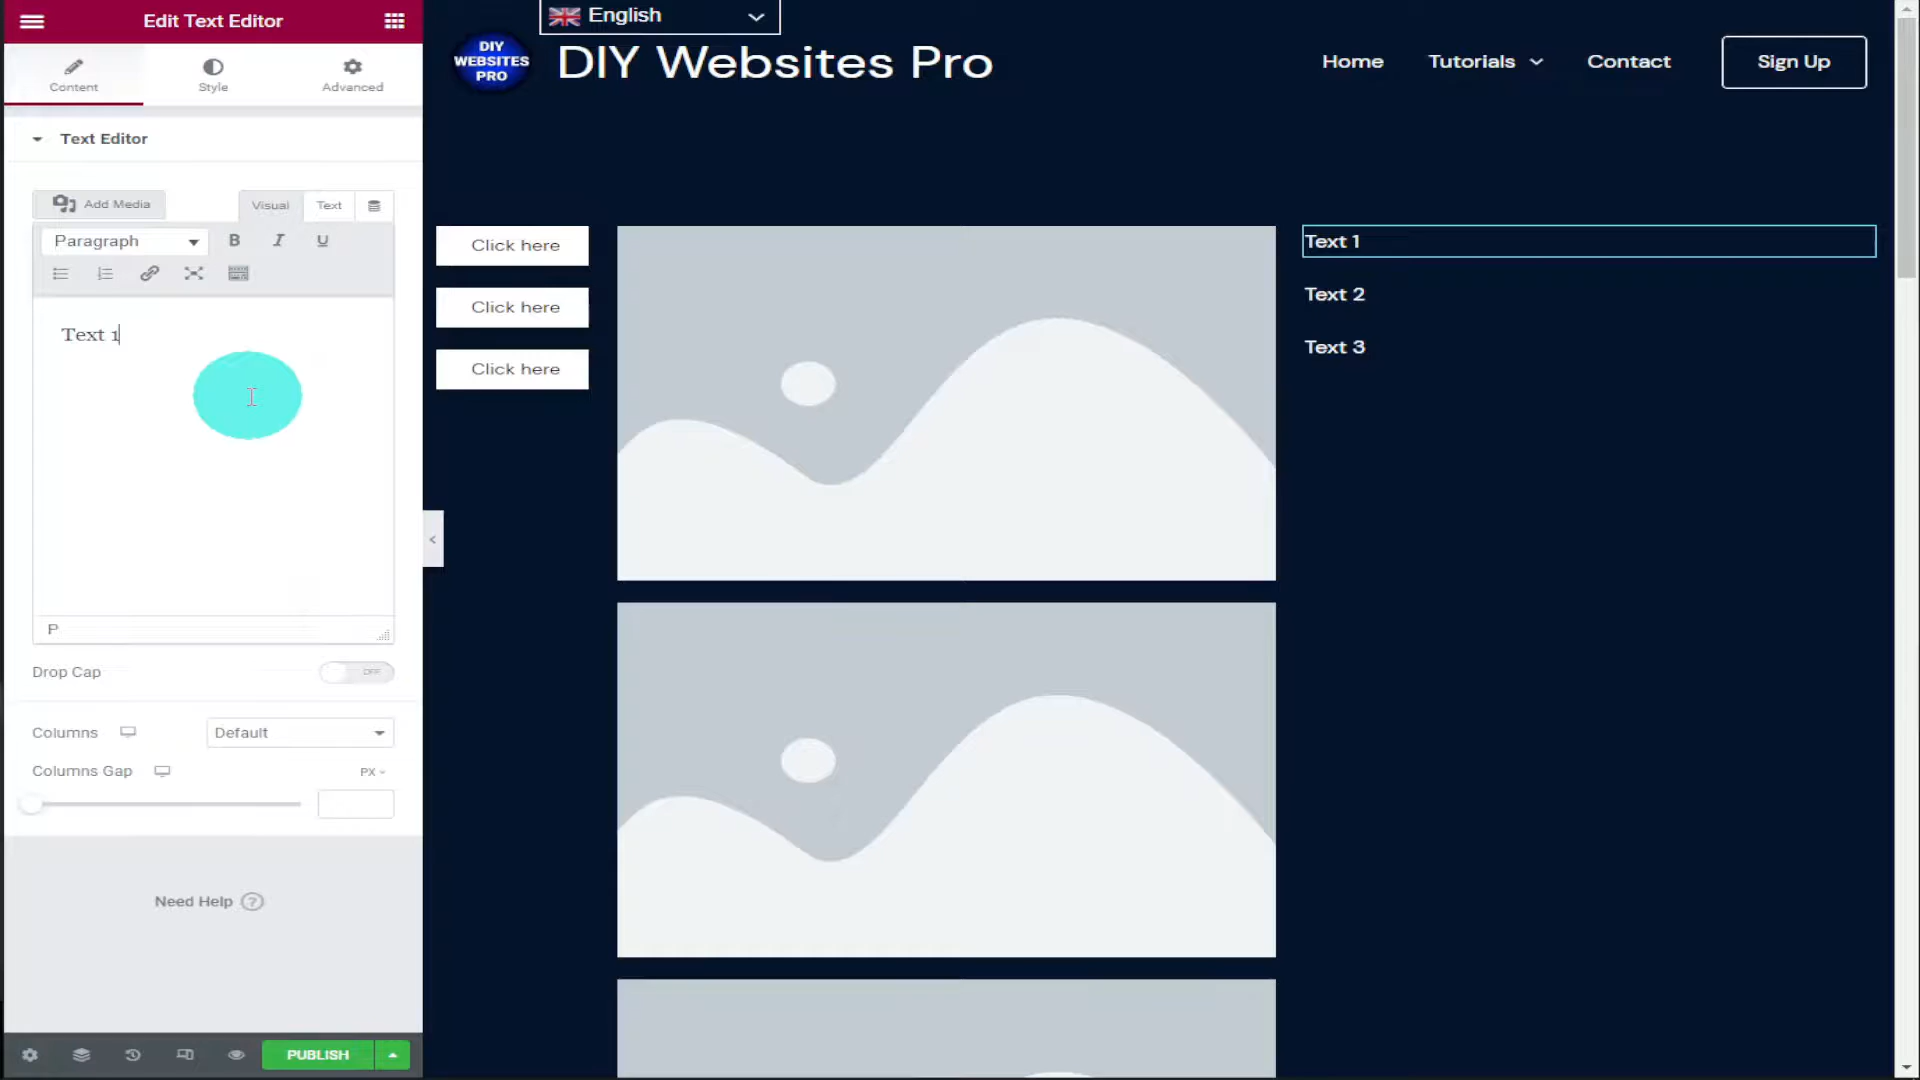 Edit Text Editor
Content
Style
Advanced
Text Editor
Add Media
Visual
Text
Paragraph
B
I
U
Text 1
P
Drop Cap
OFF
Columns
Default
Columns Gap
PX
Need Help ?
PUBLISH
English
DIY
WEBSITES
PRO
DIY Websites Pro
Home
Tutorials
Contact
Sign Up
Click here
Click here
Click here
Text 1
Text 2
Text 3